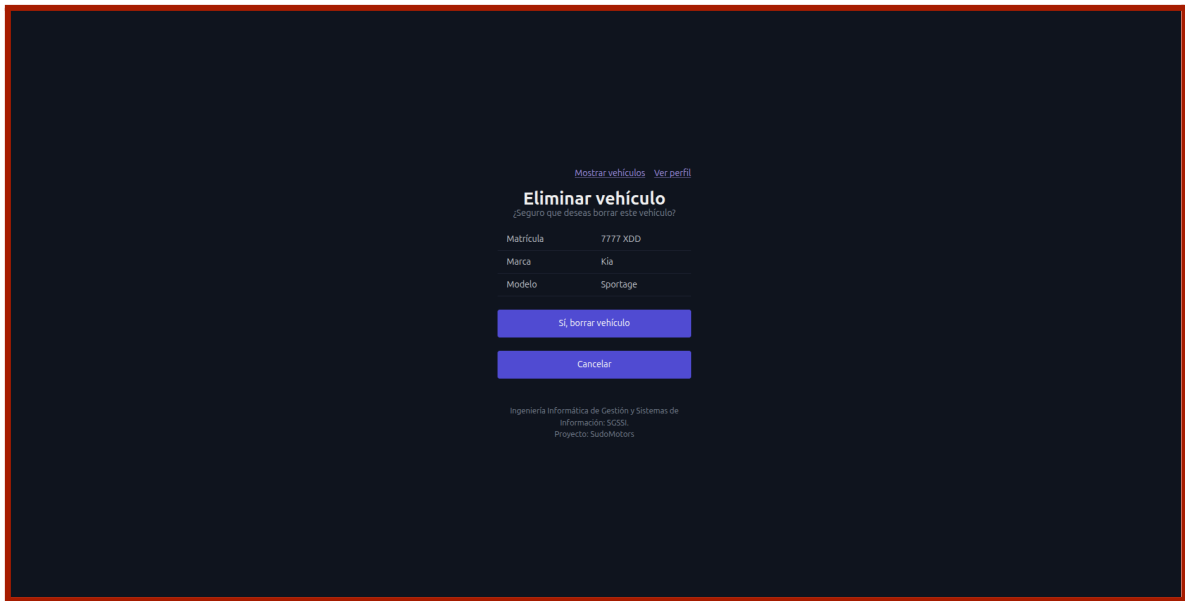 Mostrar vehículos Ver perfil
Eliminar vehículo
¿Seguro que deseas borrar este vehículo?
Matrícula 7777 XDD
Marca Kia
Modelo Sportage
Sí, borrar vehículo
Cancelar
Ingeniería Informática de Gestión y Sistemas de
Información: SGSSI.
Proyecto: SudoMotors